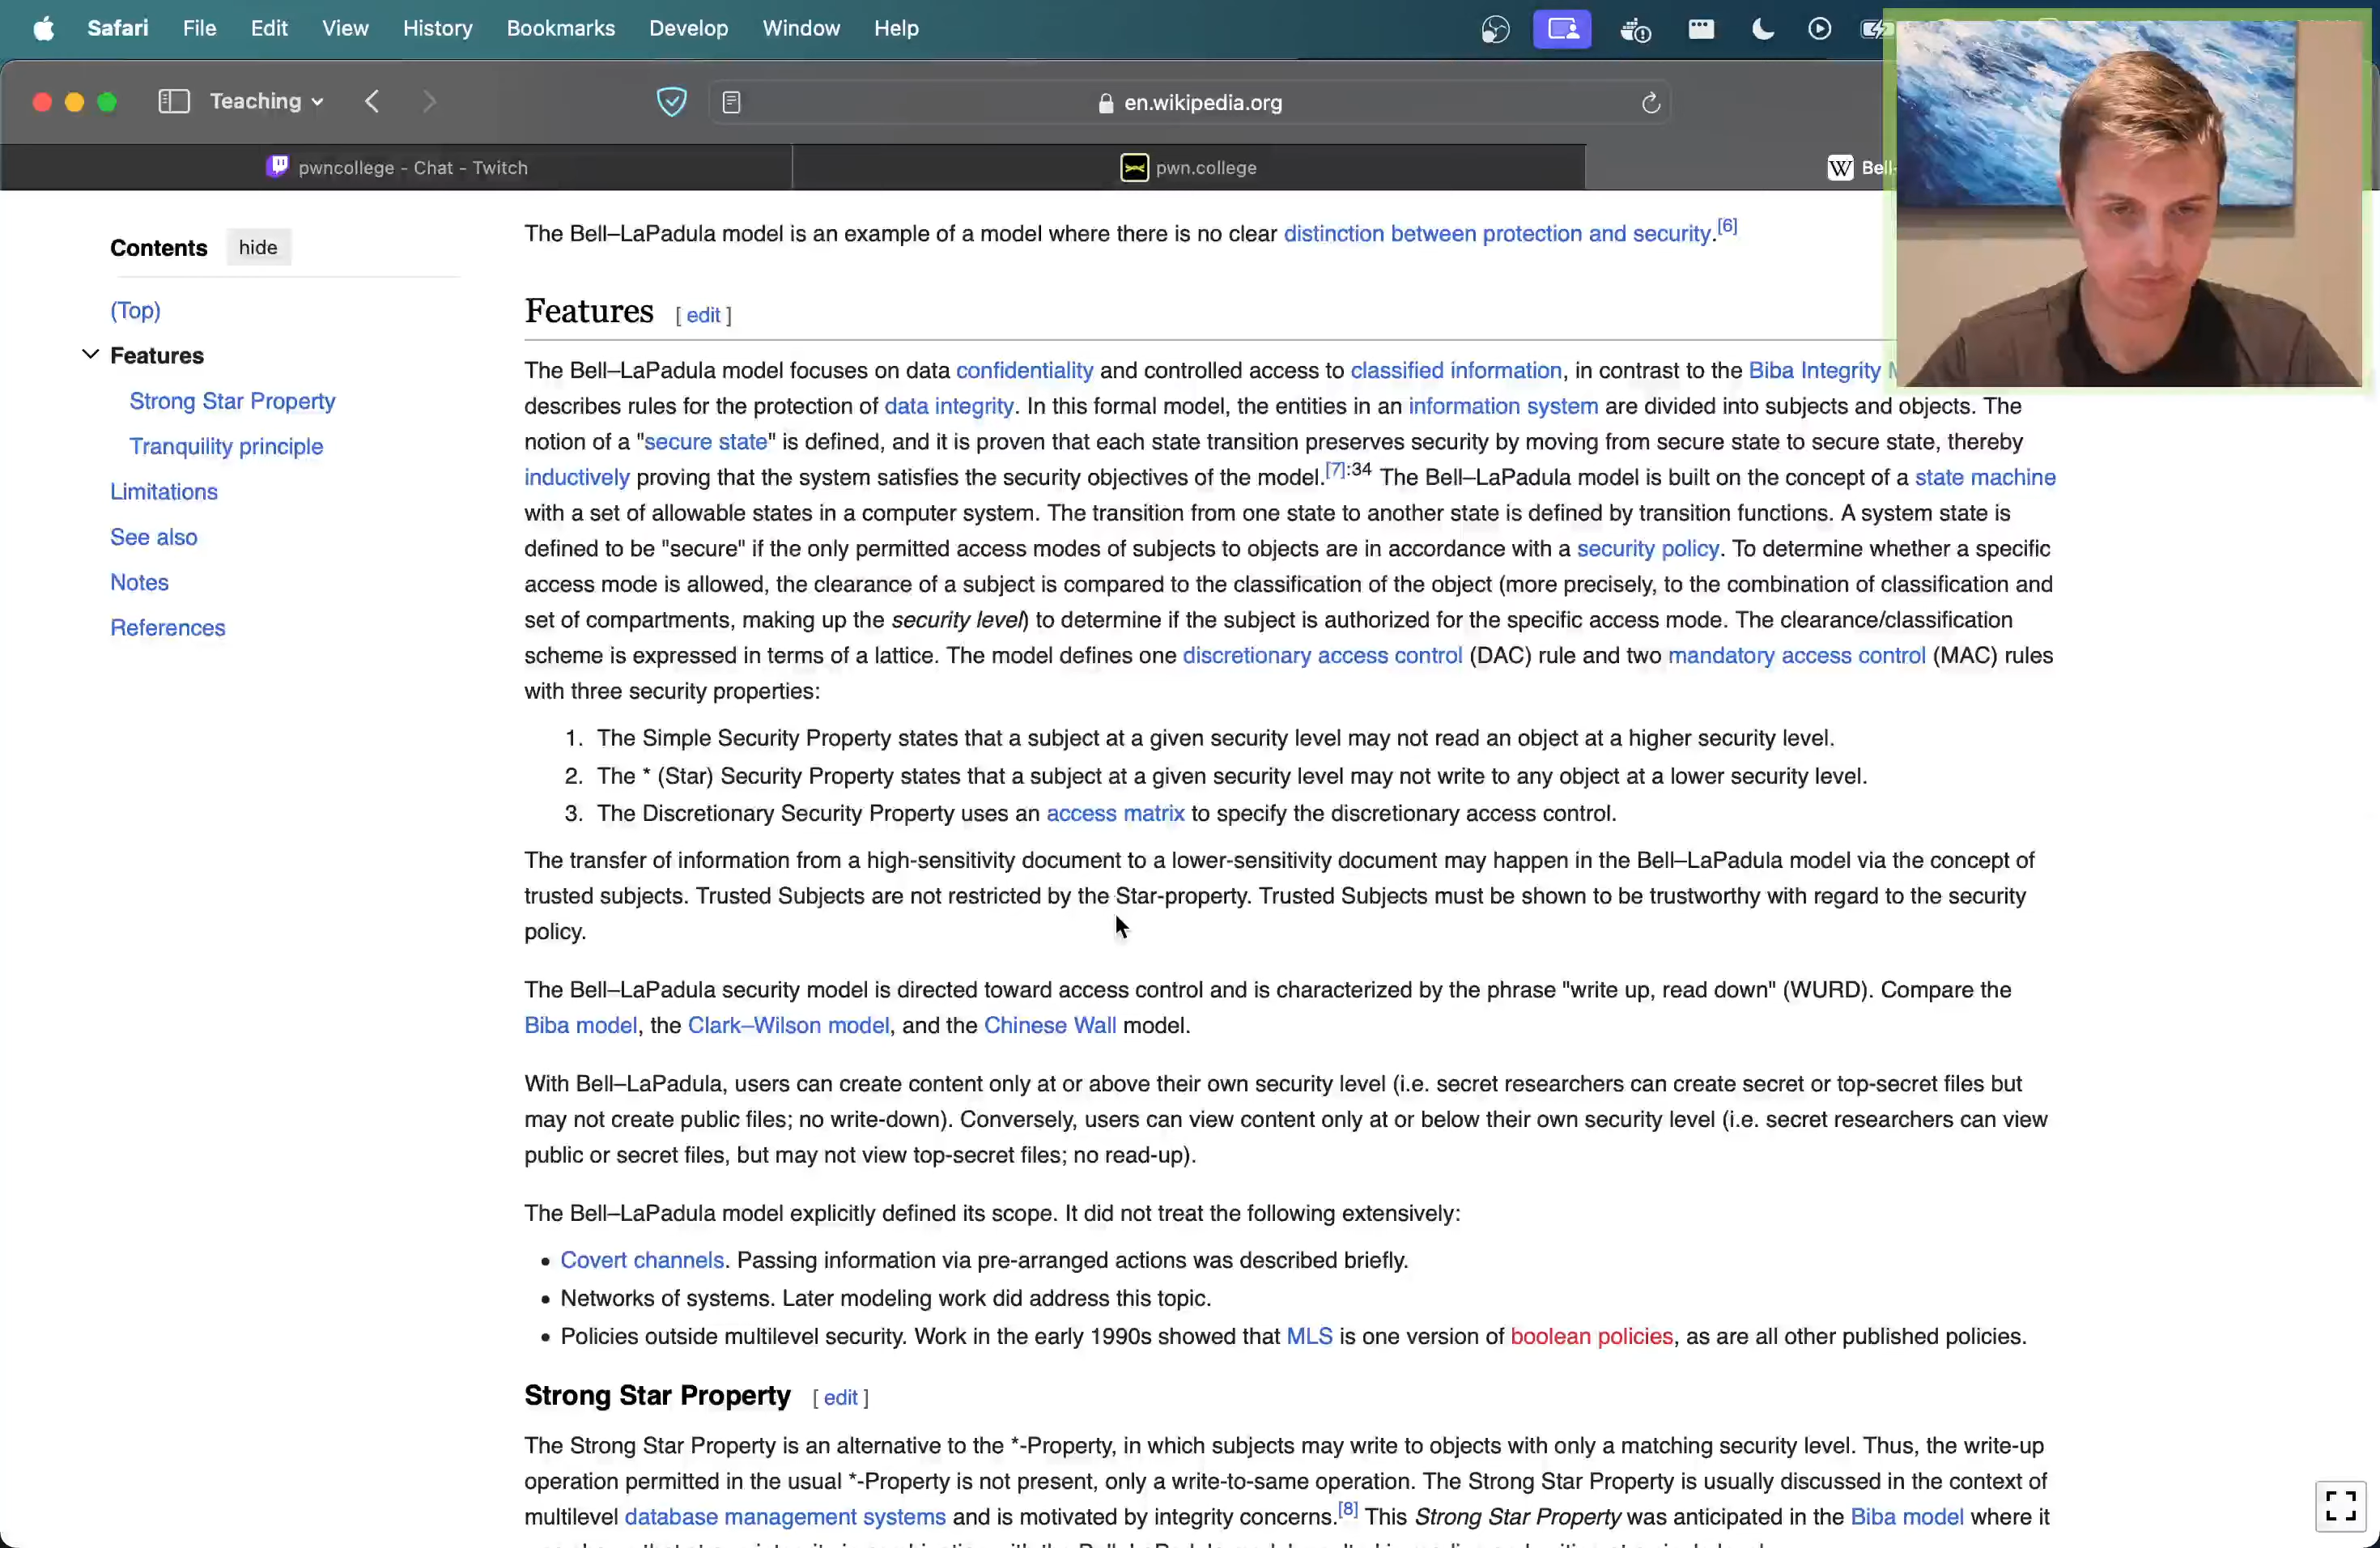 Safari File Edit View History Bookmarks Develop Window Help
Teaching en.wikipedia.org
pwncollege - Chat - Twitch pwn.college W Bell-
Contents hide
(Top)
Features
Strong Star Property
Tranquility principle
Limitations
See also
Notes
References
The Bell–LaPadula model is an example of a model where there is no clear distinction between protection and security.[6]
Features [ edit ]
The Bell–LaPadula model focuses on data confidentiality and controlled access to classified information, in contrast to the Biba Integrity
describes rules for the protection of data integrity. In this formal model, the entities in an information system are divided into subjects and objects. The
notion of a "secure state" is defined, and it is proven that each state transition preserves security by moving from secure state to secure state, thereby
inductively proving that the system satisfies the security objectives of the model.[7]:34 The Bell–LaPadula model is built on the concept of a state machine
with a set of allowable states in a computer system. The transition from one state to another state is defined by transition functions. A system state is
defined to be "secure" if the only permitted access modes of subjects to objects are in accordance with a security policy. To determine whether a specific
access mode is allowed, the clearance of a subject is compared to the classification of the object (more precisely, to the combination of classification and
set of compartments, making up the security level) to determine if the subject is authorized for the specific access mode. The clearance/classification
scheme is expressed in terms of a lattice. The model defines one discretionary access control (DAC) rule and two mandatory access control (MAC) rules
with three security properties:
1. The Simple Security Property states that a subject at a given security level may not read an object at a higher security level.
2. The * (Star) Security Property states that a subject at a given security level may not write to any object at a lower security level.
3. The Discretionary Security Property uses an access matrix to specify the discretionary access control.
The transfer of information from a high-sensitivity document to a lower-sensitivity document may happen in the Bell–LaPadula model via the concept of
trusted subjects. Trusted Subjects are not restricted by the Star-property. Trusted Subjects must be shown to be trustworthy with regard to the security
policy.
The Bell–LaPadula security model is directed toward access control and is characterized by the phrase "write up, read down" (WURD). Compare the
Biba model, the Clark–Wilson model, and the Chinese Wall model.
With Bell–LaPadula, users can create content only at or above their own security level (i.e. secret researchers can create secret or top-secret files but
may not create public files; no write-down). Conversely, users can view content only at or below their own security level (i.e. secret researchers can view
public or secret files, but may not view top-secret files; no read-up).
The Bell–LaPadula model explicitly defined its scope. It did not treat the following extensively:
• Covert channels. Passing information via pre-arranged actions was described briefly.
• Networks of systems. Later modeling work did address this topic.
• Policies outside multilevel security. Work in the early 1990s showed that MLS is one version of boolean policies, as are all other published policies.
Strong Star Property [ edit ]
The Strong Star Property is an alternative to the *-Property, in which subjects may write to objects with only a matching security level. Thus, the write-up
operation permitted in the usual *-Property is not present, only a write-to-same operation. The Strong Star Property is usually discussed in the context of
multilevel database management systems and is motivated by integrity concerns.[8] This Strong Star Property was anticipated in the Biba model where it